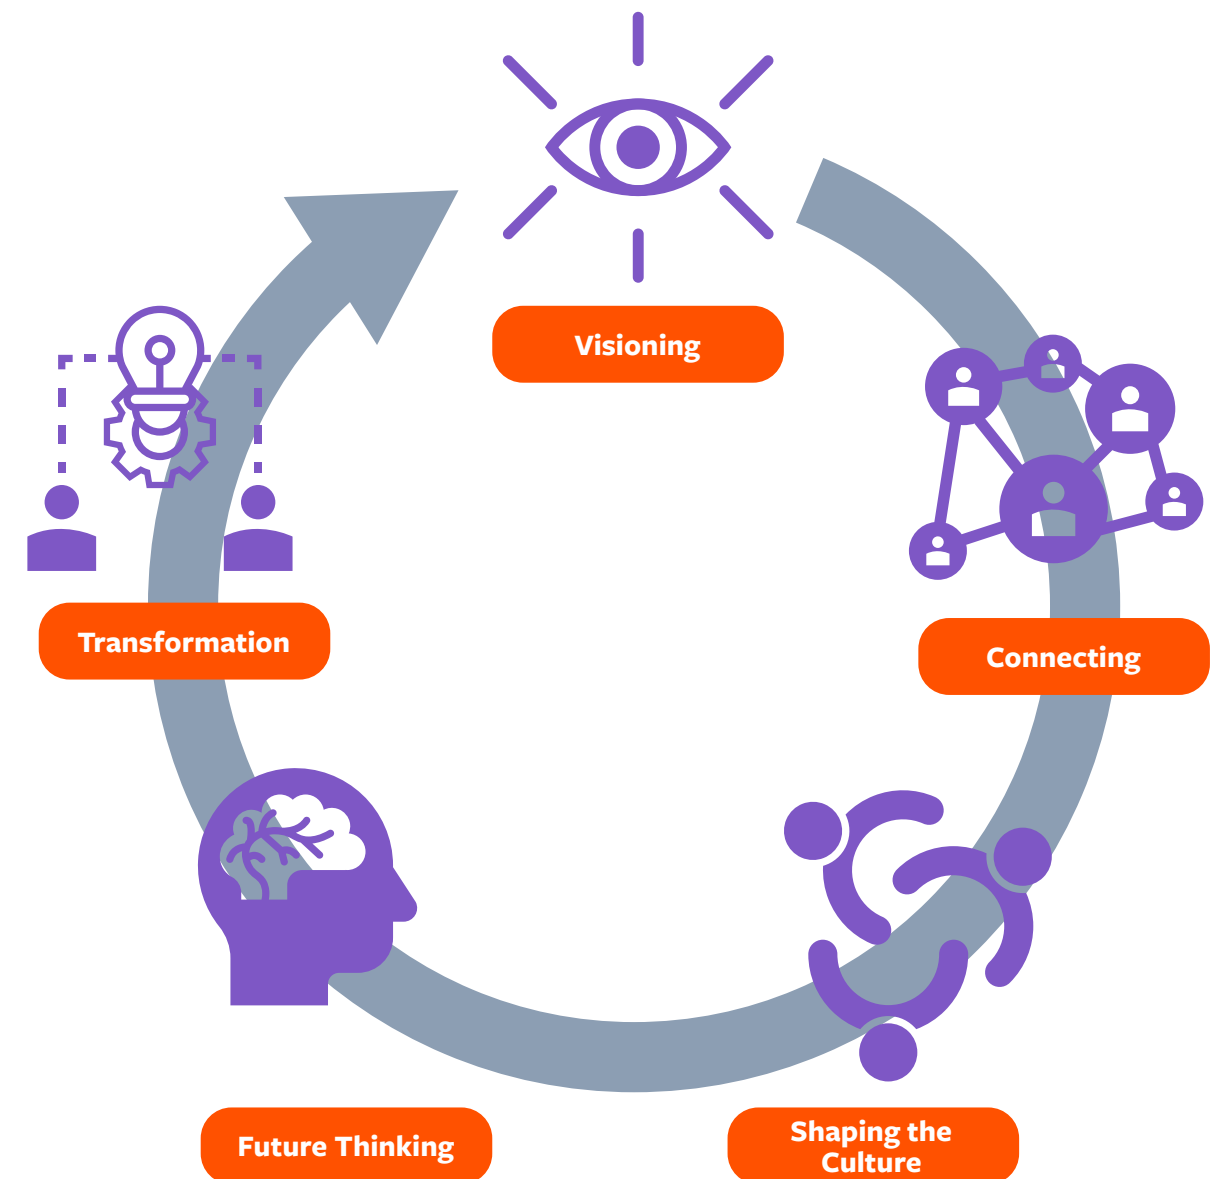 Visioning
Connecting
Shaping the
Culture
Future Thinking
Transformation